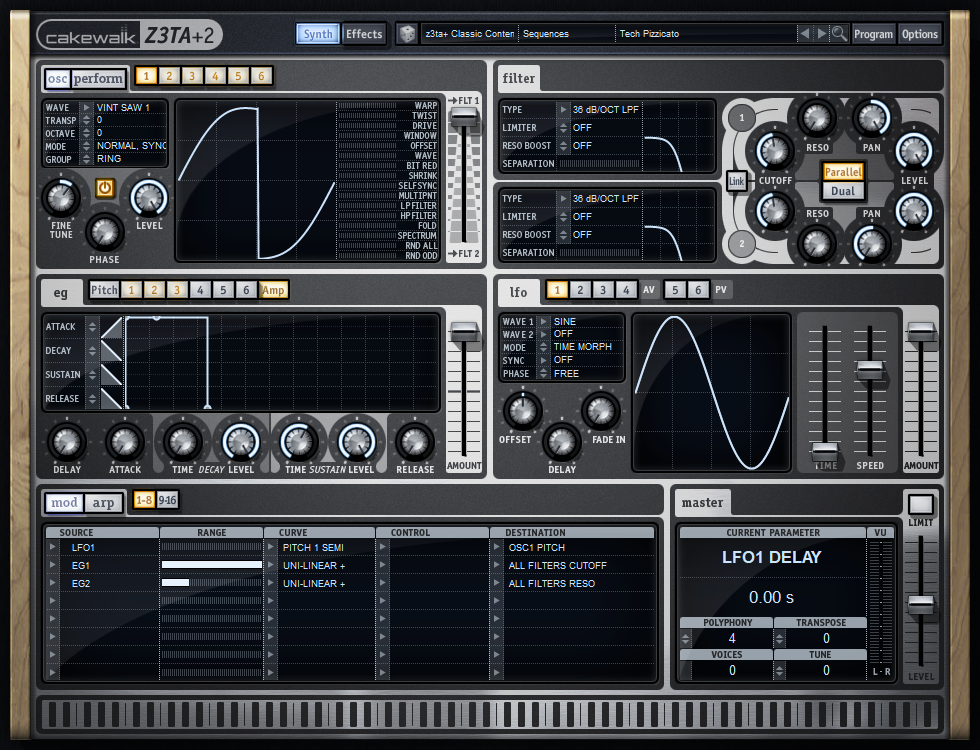 cakewalk Z3TA+2 Synth Effects z3ta+ Classic Conten Sequences Tech Pizzicato Program Options
osc perform 1 2 3 4 5 6
WAVE VINT SAW 1
TRANSP 0
OCTAVE 0
MODE NORMAL, SYNC
GROUP RING
FINE TUNE
PHASE
LEVEL
WARP
TWIST
DRIVE
WINDOW
OFFSET
WAVE
BIT RED
SHRINK
SELFSYNC
MULTIPNT
LP FILTER
HP FILTER
FOLD
SPECTRUM
RND ALL
RND ODD
FLT 1
FLT 2
filter
TYPE 36 dB/OCT LPF
LIMITER OFF
RESO BOOST OFF
SEPARATION
TYPE 36 dB/OCT LPF
LIMITER OFF
RESO BOOST OFF
SEPARATION
1
RESO PAN
Link CUTOFF Parallel LEVEL
Dual
RESO PAN
2
eg Pitch 1 2 3 4 5 6 Amp
ATTACK
DECAY
SUSTAIN
RELEASE
DELAY ATTACK TIME DECAY LEVEL TIME SUSTAIN LEVEL RELEASE AMOUNT
lfo 1 2 3 4 AV 5 6 PV
WAVE 1 SINE
WAVE 2 OFF
MODE TIME MORPH
SYNC OFF
PHASE FREE
OFFSET FADE IN
DELAY
TIME SPEED AMOUNT
mod arp 1-8 9-16
SOURCE RANGE CURVE CONTROL DESTINATION
LFO1 PITCH 1 SEMI OSC1 PITCH
EG1 UNI-LINEAR + ALL FILTERS CUTOFF
EG2 UNI-LINEAR + ALL FILTERS RESO
master
LIMIT
CURRENT PARAMETER VU
LFO1 DELAY
0.00 s
POLYPHONY TRANSPOSE
4 0
VOICES TUNE
0 0
L - R
LEVEL